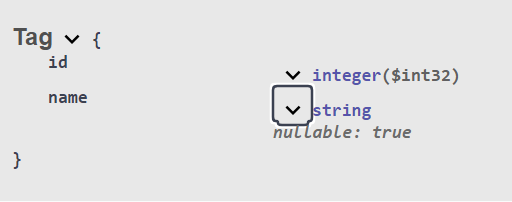 Tag {
id integer($int32)
name string
nullable: true
}